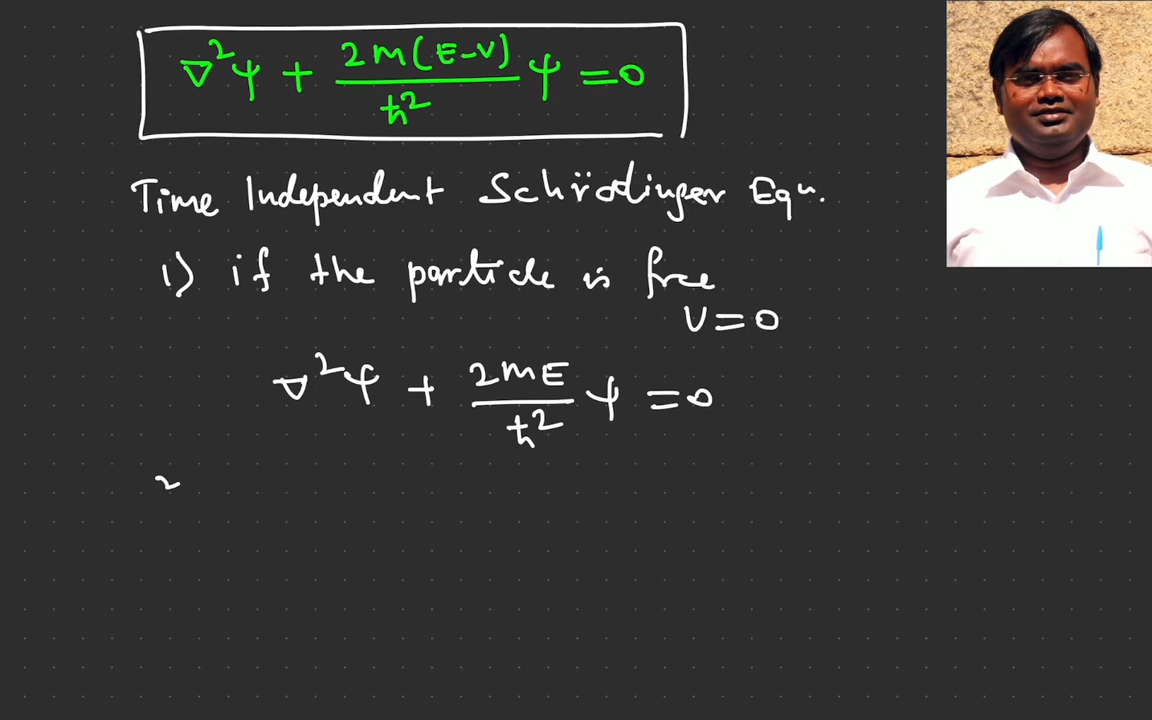 ∇²ψ + 2m(E-V)/ħ² ψ = 0
Time Independent Schrödinger Equn.
1) if the particle is free
V = 0
∇²ψ + 2mE/ħ² ψ = 0
2